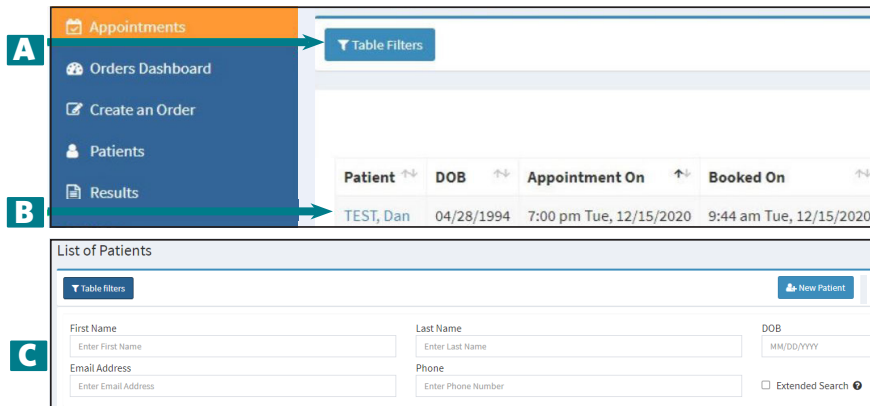 Appointments
A
Table Filters
Orders Dashboard
Create an Order
Patients
Results
Patient DOB Appointment On Booked On
B
TEST, Dan 04/28/1994 7:00 pm Tue, 12/15/2020 9:44 am Tue, 12/15/2020
List of Patients
Table filters New Patient
First Name Last Name DOB
Enter First Name Enter Last Name MM/DD/YYYY
C
Email Address Phone
Enter Email Address Enter Phone Number Extended Search